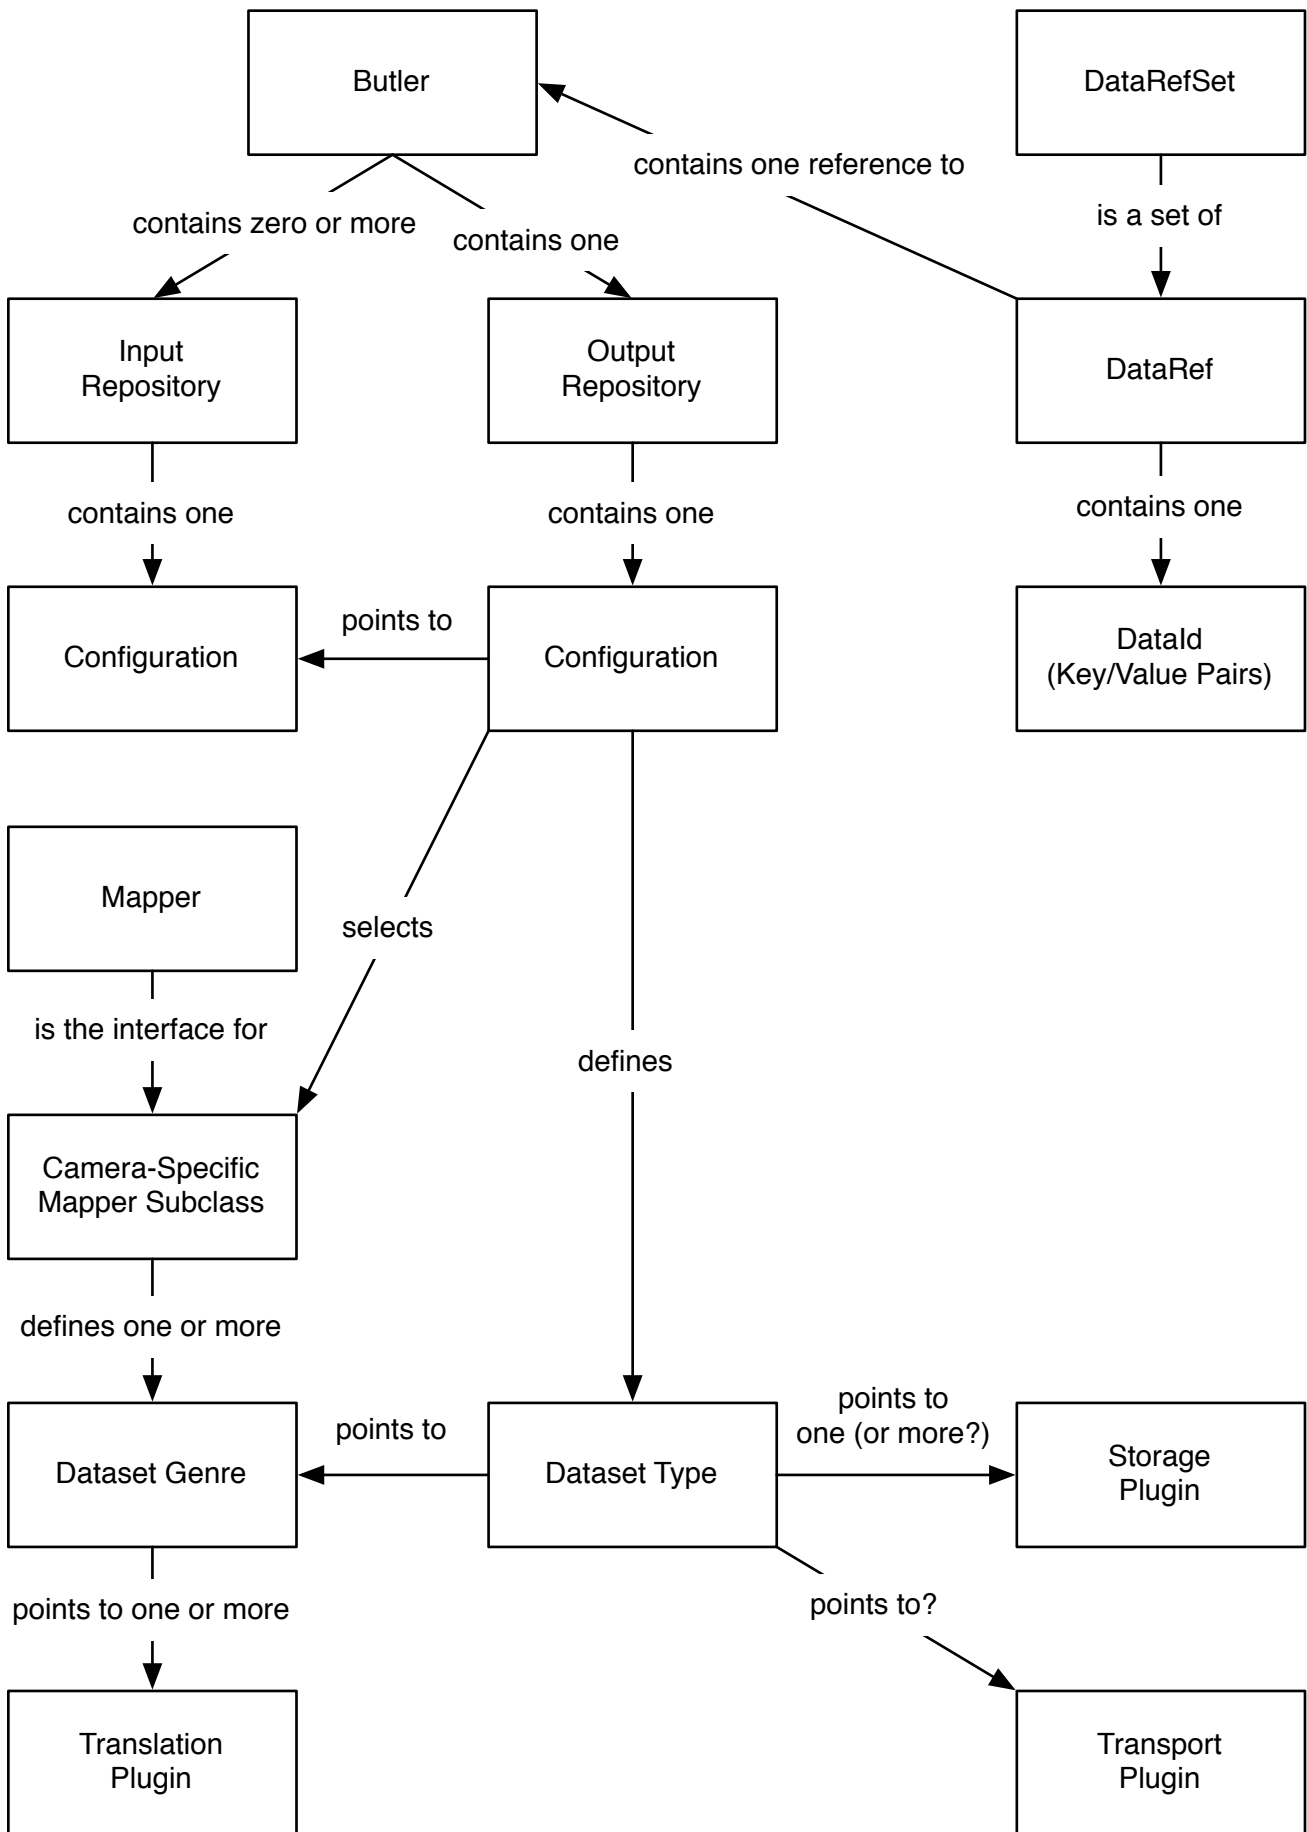 Butler
DataRefSet
contains one reference to
contains zero or more
contains one
is a set of
Input
Repository
Output
Repository
DataRef
contains one
contains one
contains one
Configuration
points to
Configuration
DataId
(Key/Value Pairs)
Mapper
selects
is the interface for
defines
Camera-Specific
Mapper Subclass
defines one or more
points to
points to
one (or more?)
Dataset Genre
Dataset Type
Storage
Plugin
points to one or more
points to?
Translation
Plugin
Transport
Plugin